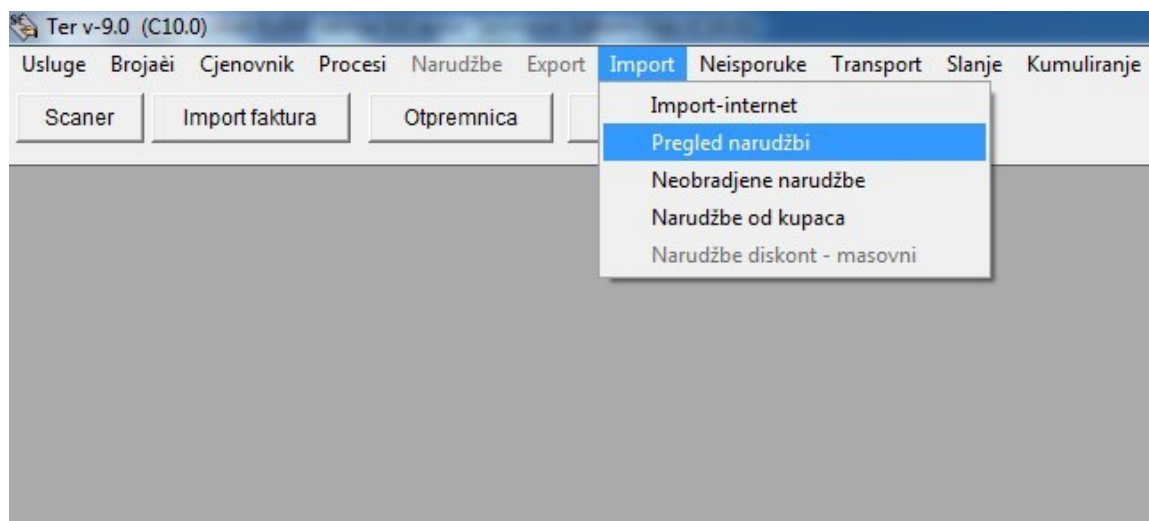 Ter v-9.0 (C10.0)
Usluge Brojaèi Cjenovnik Procesi Narudžbe Export Import Neisporuke Transport Slanje Kumuliranje
Scaner Import faktura Otpremnica
Import-internet
Pregled narudžbi
Neobradjene narudžbe
Narudžbe od kupaca
Narudžbe diskont - masovni